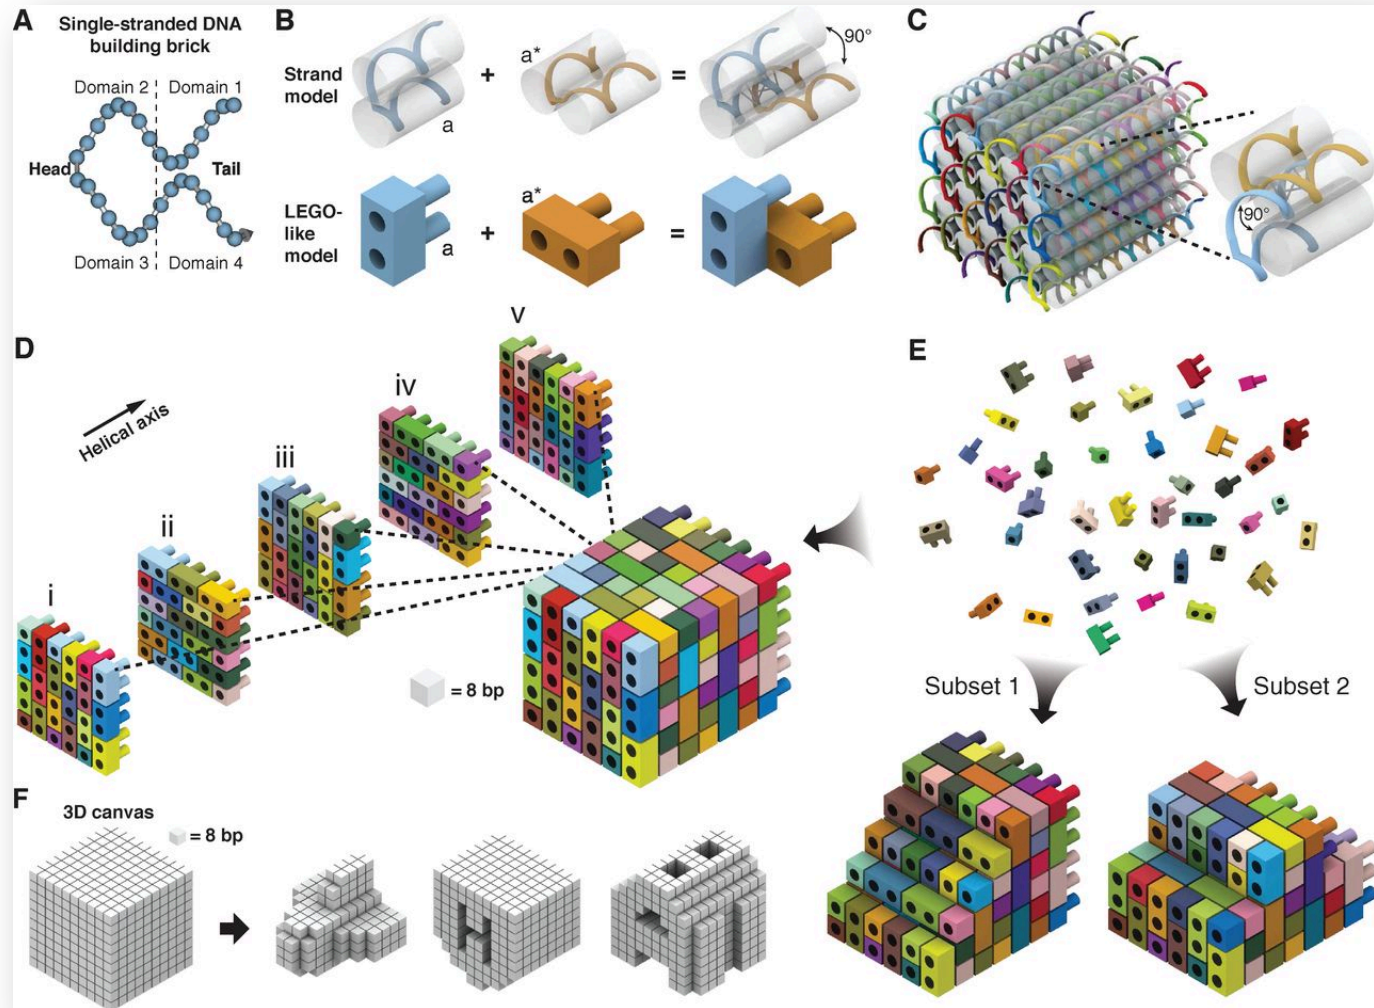 A
Single-stranded DNA
building brick
Domain 2
Domain 1
Head
Tail
Domain 3
Domain 4
B
Strand
model
a
+
a*
=
90°
LEGO-
like
model
a
+
a*
=
C
90°
D
Helical axis
i
ii
iii
iv
v
= 8 bp
E
Subset 1
Subset 2
F
3D canvas
= 8 bp